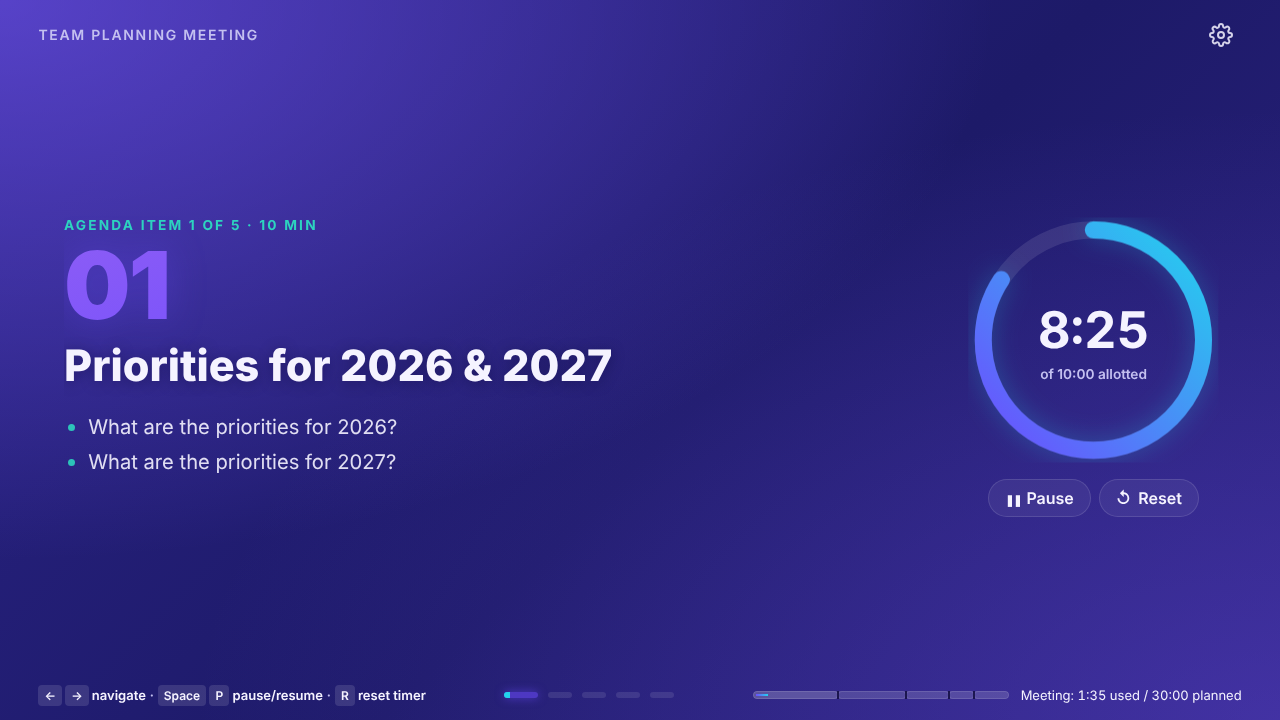 TEAM PLANNING MEETING
AGENDA ITEM 1 OF 5 · 10 MIN
01
Priorities for 2026 & 2027
• What are the priorities for 2026?
• What are the priorities for 2027?
8:25
of 10:00 allotted
Pause
Reset
← → navigate · Space P pause/resume · R reset timer
Meeting: 1:35 used / 30:00 planned